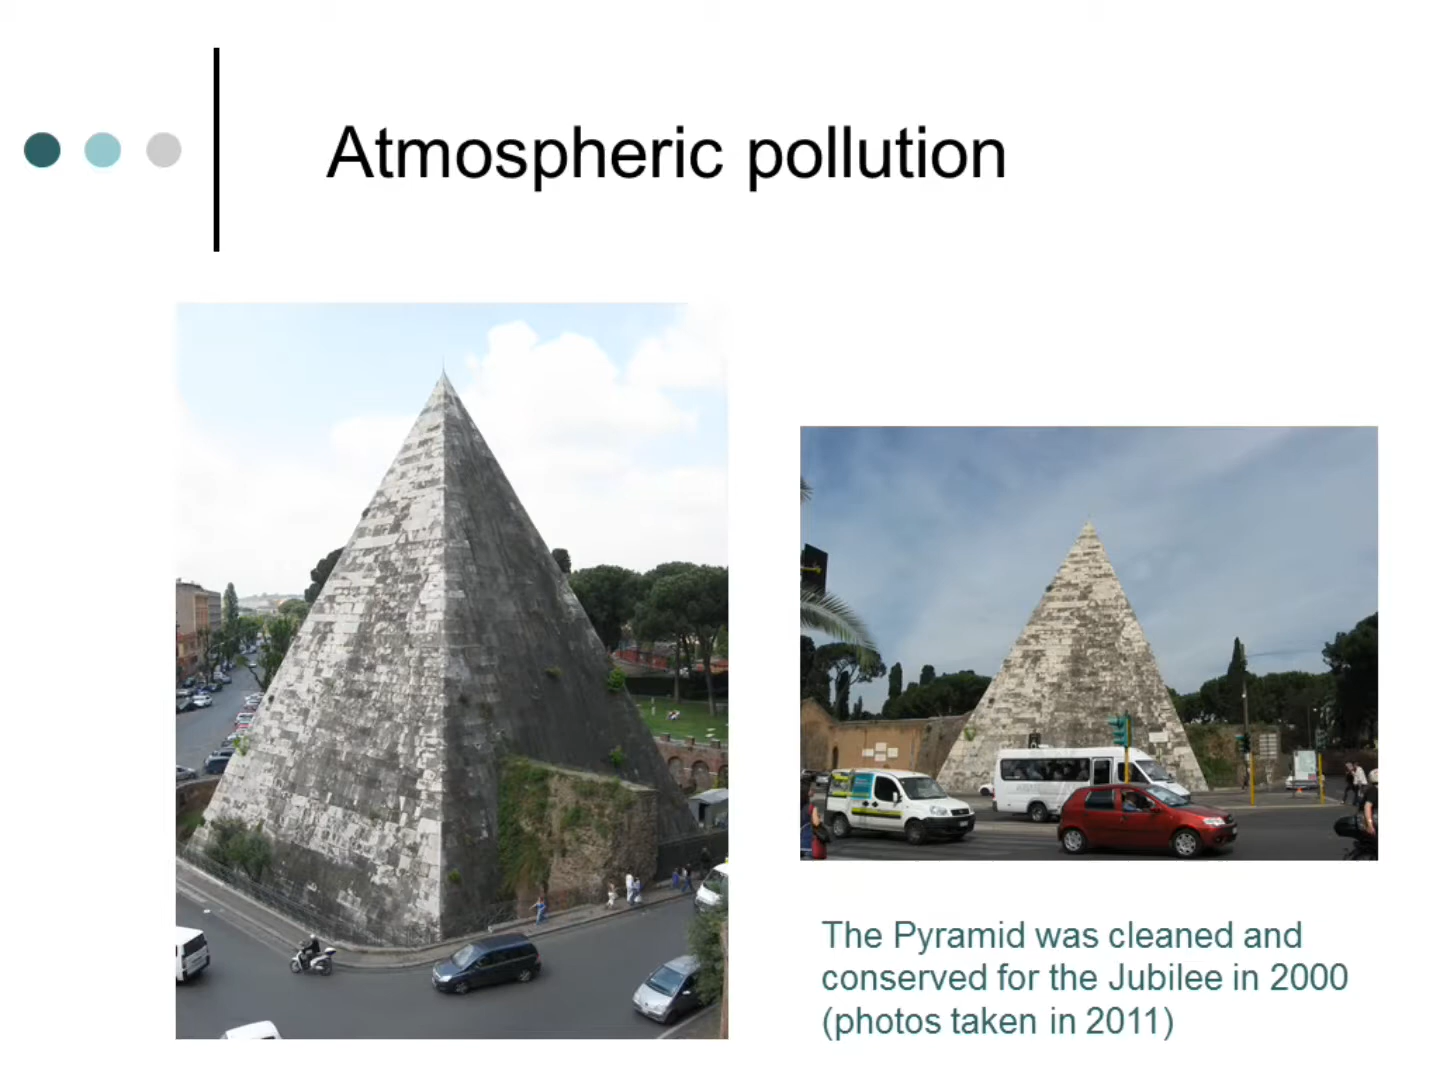 Atmospheric pollution
The Pyramid was cleaned and
conserved for the Jubilee in 2000
(photos taken in 2011)